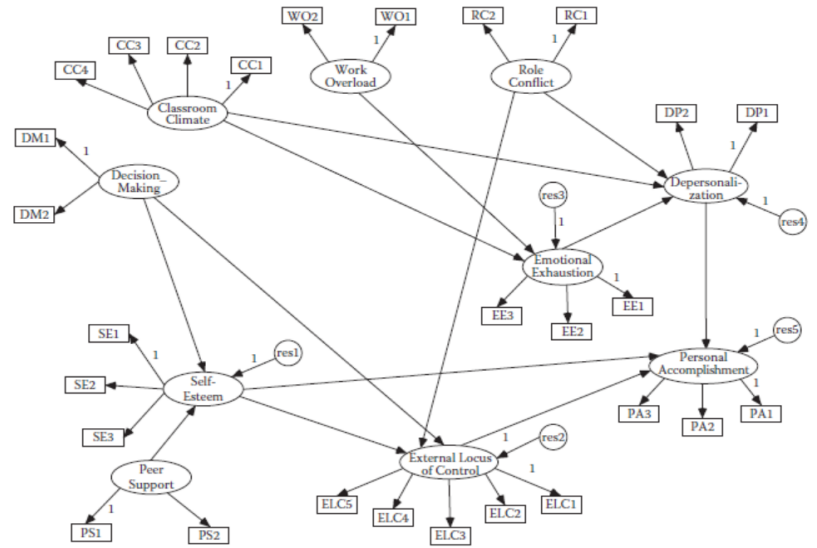 WO2
WO1
RC2
RC1
CC3
CC2
CC4
CC1
1
1
1
Work
Overload
Role
Conflict
Classroom
Climate
DP2
DP1
DM1
1
1
Decision_
Making
Depersonali-
zation
DM2
res3
1
res4
1
Emotional
Exhaustion
1
EE3
EE2
EE1
SE1
1
1
res1
1
res5
Personal
Accomplishment
SE2
Self-
Esteem
1
PA3
PA2
PA1
SE3
1
res2
Peer
Support
External Locus
of Control
1
1
PS1
PS2
ELC5
ELC4
ELC3
ELC2
ELC1